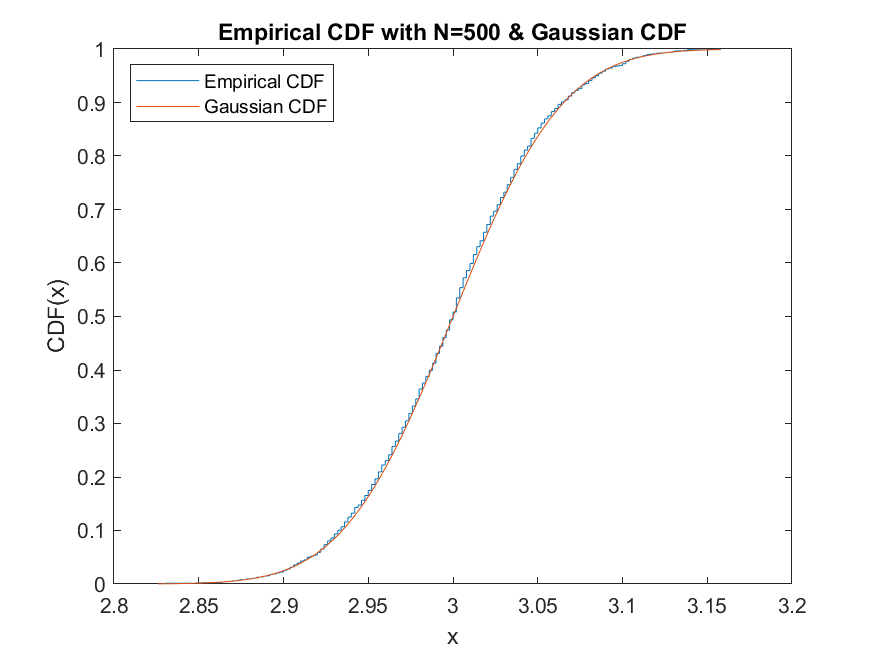 Empirical CDF with N=500 & Gaussian CDF
Empirical CDF
Gaussian CDF
CDF(x)
1
0.9
0.8
0.7
0.6
0.5
0.4
0.3
0.2
0.1
0
2.8 2.85 2.9 2.95 3 3.05 3.1 3.15 3.2
x